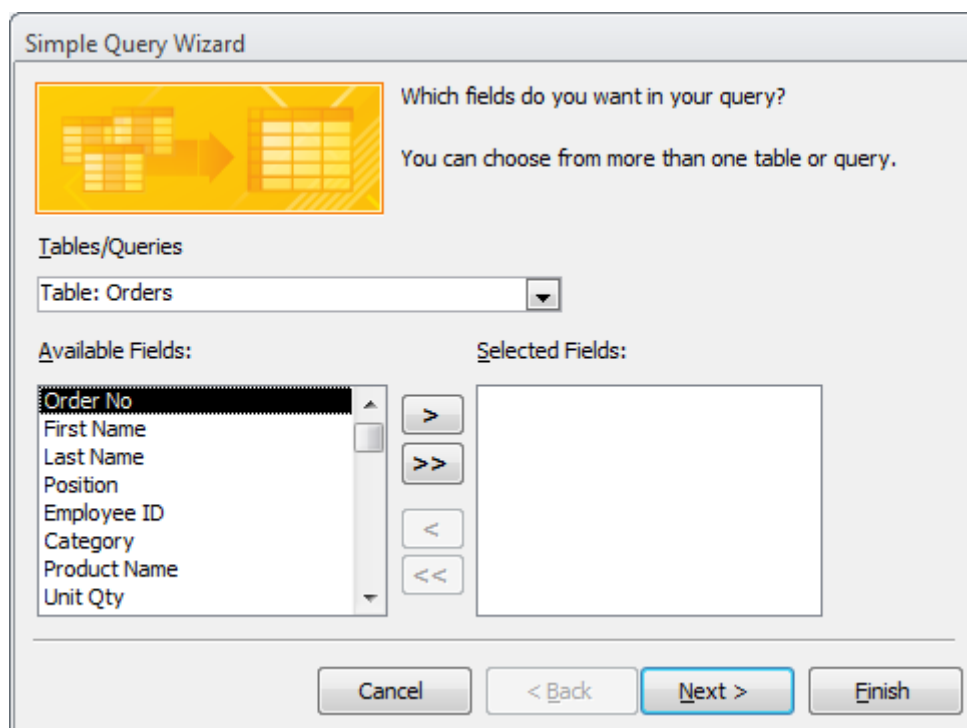 Simple Query Wizard
Which fields do you want in your query?
You can choose from more than one table or query.
Tables/Queries
Table: Orders
Available Fields:
Selected Fields:
Order No
First Name
Last Name
Position
Employee ID
Category
Product Name
Unit Qty
>
>>
<
<<
Cancel
< Back
Next >
Finish